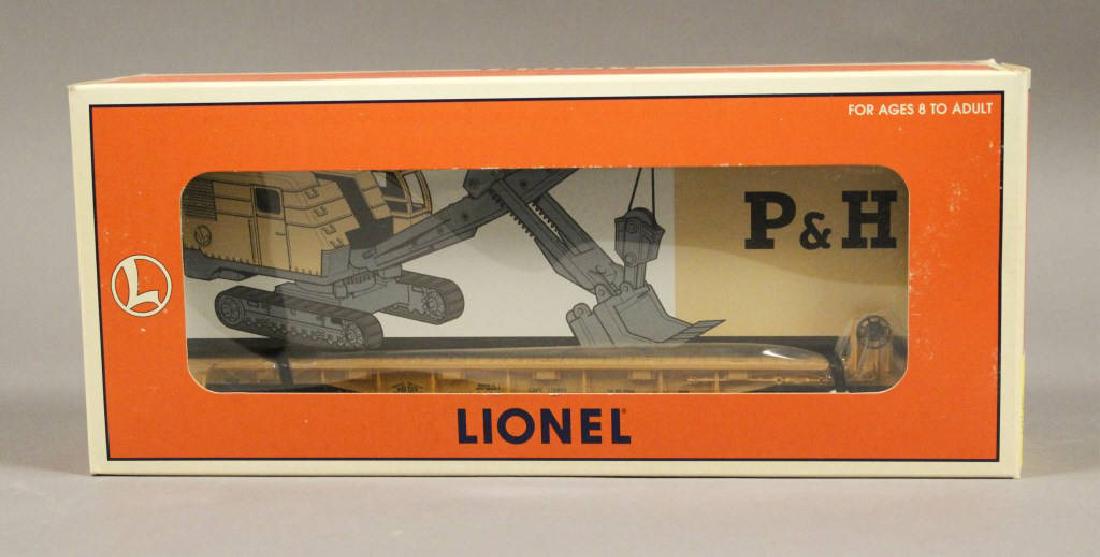 FOR AGES 8 TO ADULT
P&H
L
LIONEL